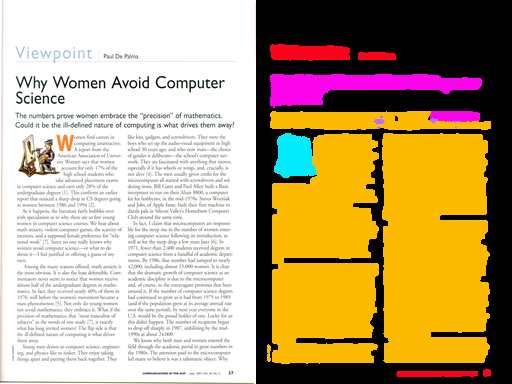 Viewpoint | Paul De Palma
Why Women Avoid Computer
Science
The numbers prove women embrace the "precision" of mathematics.
Could it be the ill-defined nature of computing is what drives them away?
Women find careers in
computing unattractive.
A report from the
American Association of Univer-
sity Women says that women
account for only 17% of the
high school students who
take advanced placement exams
in computer science and earn only 28% of the
undergraduate degrees [1]. This confirms an earlier
report that noticed a sharp drop in CS degrees going
to women between 1986 and 1994 [2].
As it happens, the literature fairly bubbles over
with speculation as to why there are so few young
women in computer science courses. We hear about
math anxiety, violent computer games, the scarcity of
mentors, and a supposed female preference for "rela-
tional work" [7]. Since no one really knows why
women avoid computer science—or what to do
about it—I feel justified in offering a guess of my
own.
Among the many reasons offered, math anxiety is
the most obvious. It is also the least defensible. Com-
mentators never seem to notice that women receive
almost half of the undergraduate degrees in mathe-
matics. In fact, they received nearly 40% of them in
1970, well before the women's movement became a
mass phenomenon [5]. Not only do young women
not avoid mathematics, they embrace it. What if the
precision of mathematics, that "most masculine of
subjects" in the words of one study [7], is exactly
what has long invited women? The flip side is that
the ill-defined nature of computing is what drives
them away.
Young men drawn to computer science, engineer-
ing, and physics like to tinker. They enjoy taking
things apart and putting them back together. They
like kits, gadgets, and screwdrivers. They were the
boys who set up the audio-visual equipment in high
school 30 years ago, and who now man—the choice
of gender is deliberate—the school's computer net-
work. They are fascinated with anything that moves,
especially if it has wheels or wings, and, crucially, is
not alive [4]. The most usually given credit for the
microcomputer all started with screwdrivers and sol-
dering irons. Bill Gates and Paul Allen built a Basic
interpreter to run on their Altair 8800, a computer
kit for hobbyists, in the mid-1970s. Steves Wozniak
and Jobs, of Apple fame, built their first machine to
dazzle pals in Silicon Valley's Homebrew Computer
Club around the same time.
In fact, I claim that microcomputers are responsi-
ble for the steep rise in the number of women enter-
ing computer science following its introduction, as
well as for the steep drop a few years later [6]. In
1971, fewer than 2,400 students received degrees in
computer science from a handful of academic depart-
ments. By 1986, that number had jumped to nearly
42,000, including almost 15,000 women. It is clear
that the dramatic growth of computer science as an
academic discipline is due to the microcomputer
and, of course, to the extravagant promises that buzz
around it. If the number of computer science degrees
had continued to grow as it had from 1975 to 1985
(and if the population grew at its average annual rate
over the same period), by next year everyone in the
U.S. would be the proud holder of one. Lucky for us
this didn't happen. The number of recipients began
to drop off sharply in 1987, stabilizing by the mid-
1990s at about 24,000.
We know why both men and women entered the
field through the academic portal in great numbers in
the 1980s. The attention paid to the microcomputer
led many to believe it was a talismanic object. Why
COMMUNICATIONS OF THE ACM June 2001/Vol. 44, No. 6 27